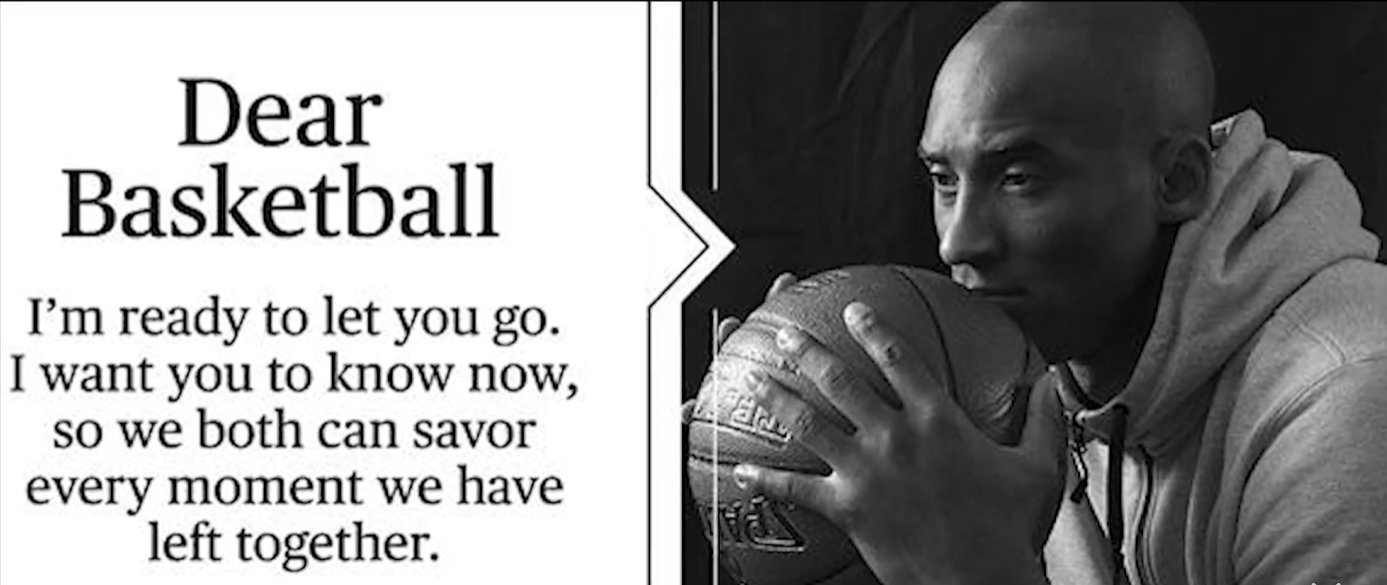 Dear
Basketball
I’m ready to let you go.
I want you to know now,
so we both can savor
every moment we have
left together.